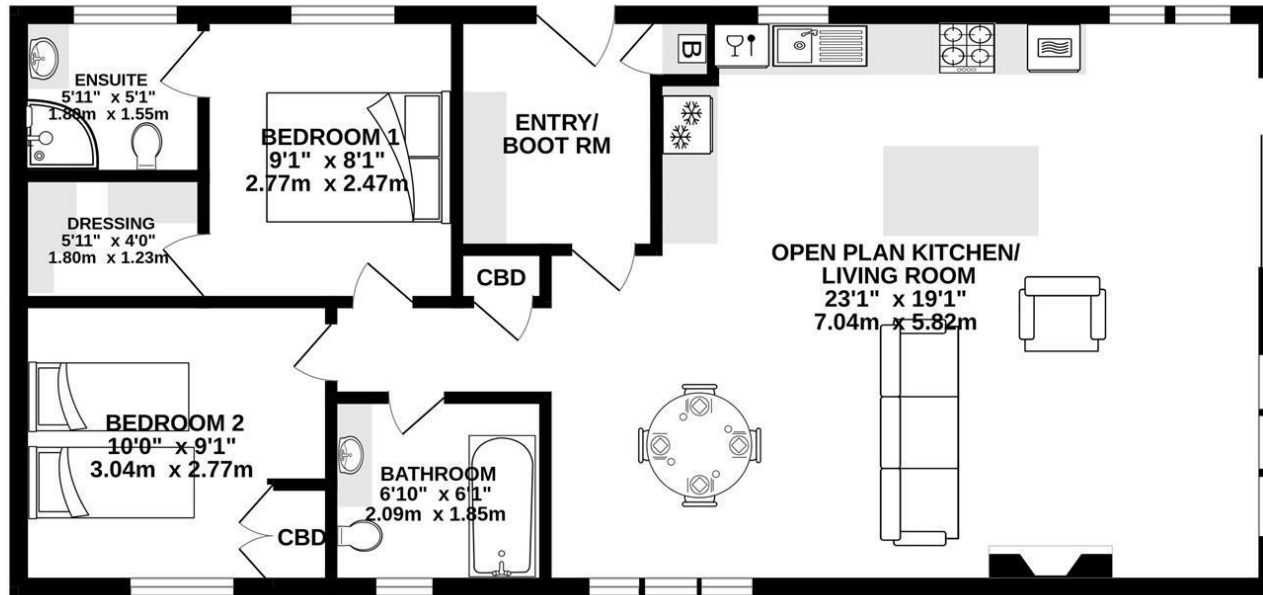 ENSUITE
5'11" x 5'1"
1.80m x 1.55m
BEDROOM 1
9'1" x 8'1"
2.77m x 2.47m
ENTRY/
BOOT RM
B
DRESSING
5'11" x 4'0"
1.80m x 1.23m
CBD
OPEN PLAN KITCHEN/
LIVING ROOM
23'1" x 19'1"
7.04m x 5.82m
BEDROOM 2
10'0" x 9'1"
3.04m x 2.77m
CBD
BATHROOM
6'10" x 6'1"
2.09m x 1.85m